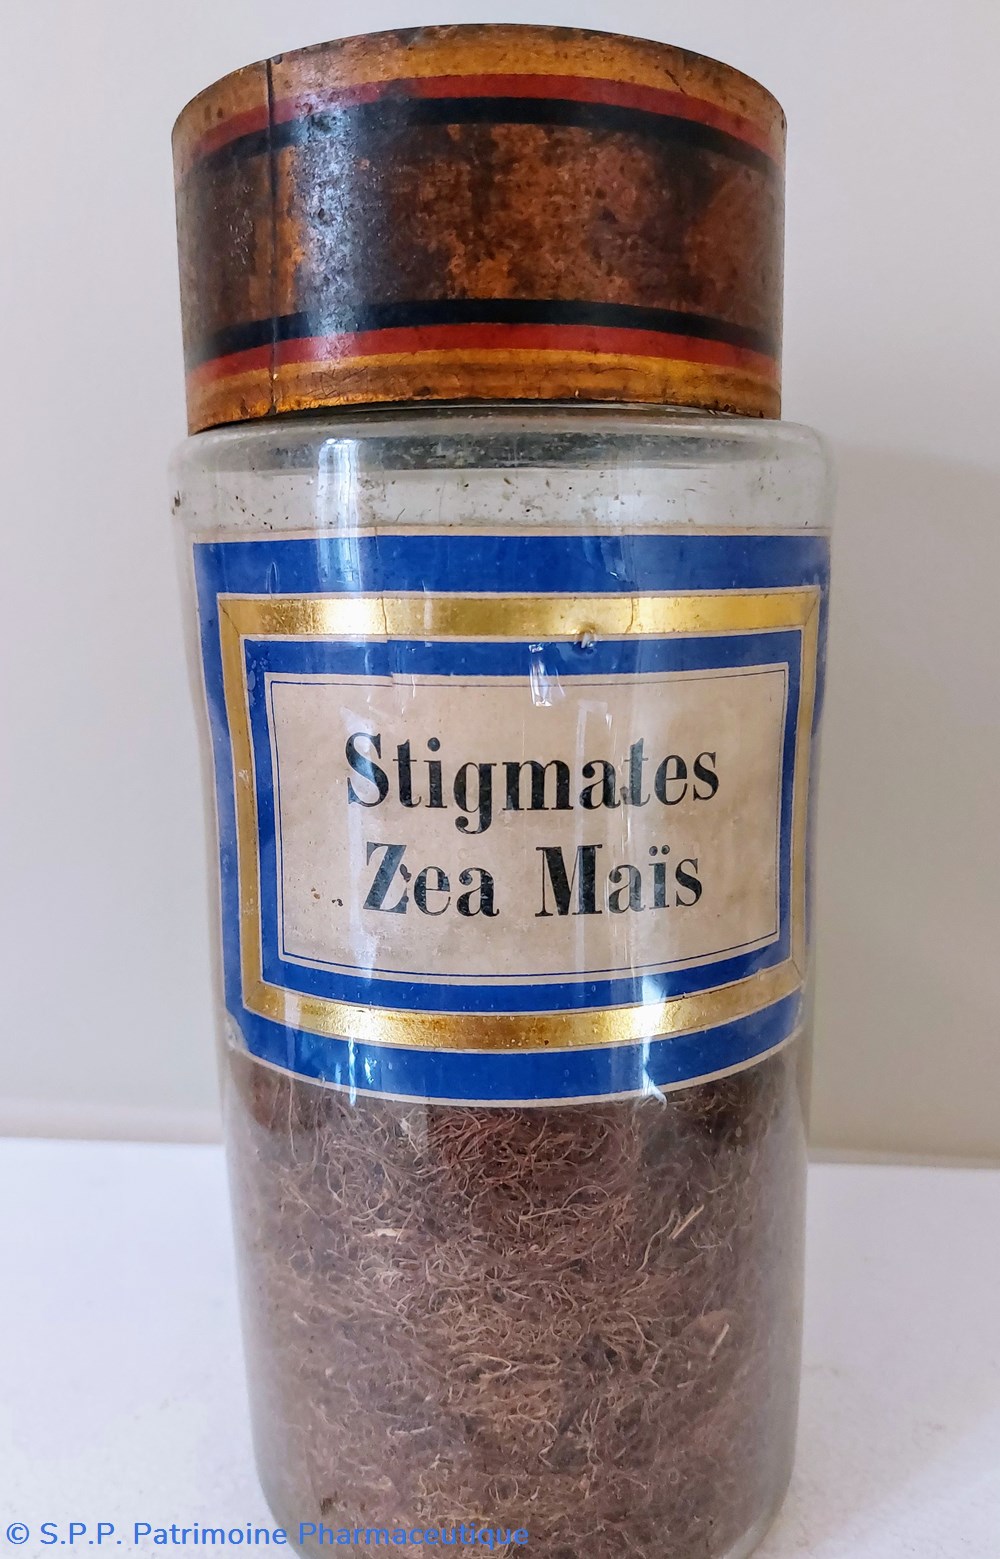 Stigmates
Zea Maïs
© S.P.P. Patrimoine Pharmaceutique